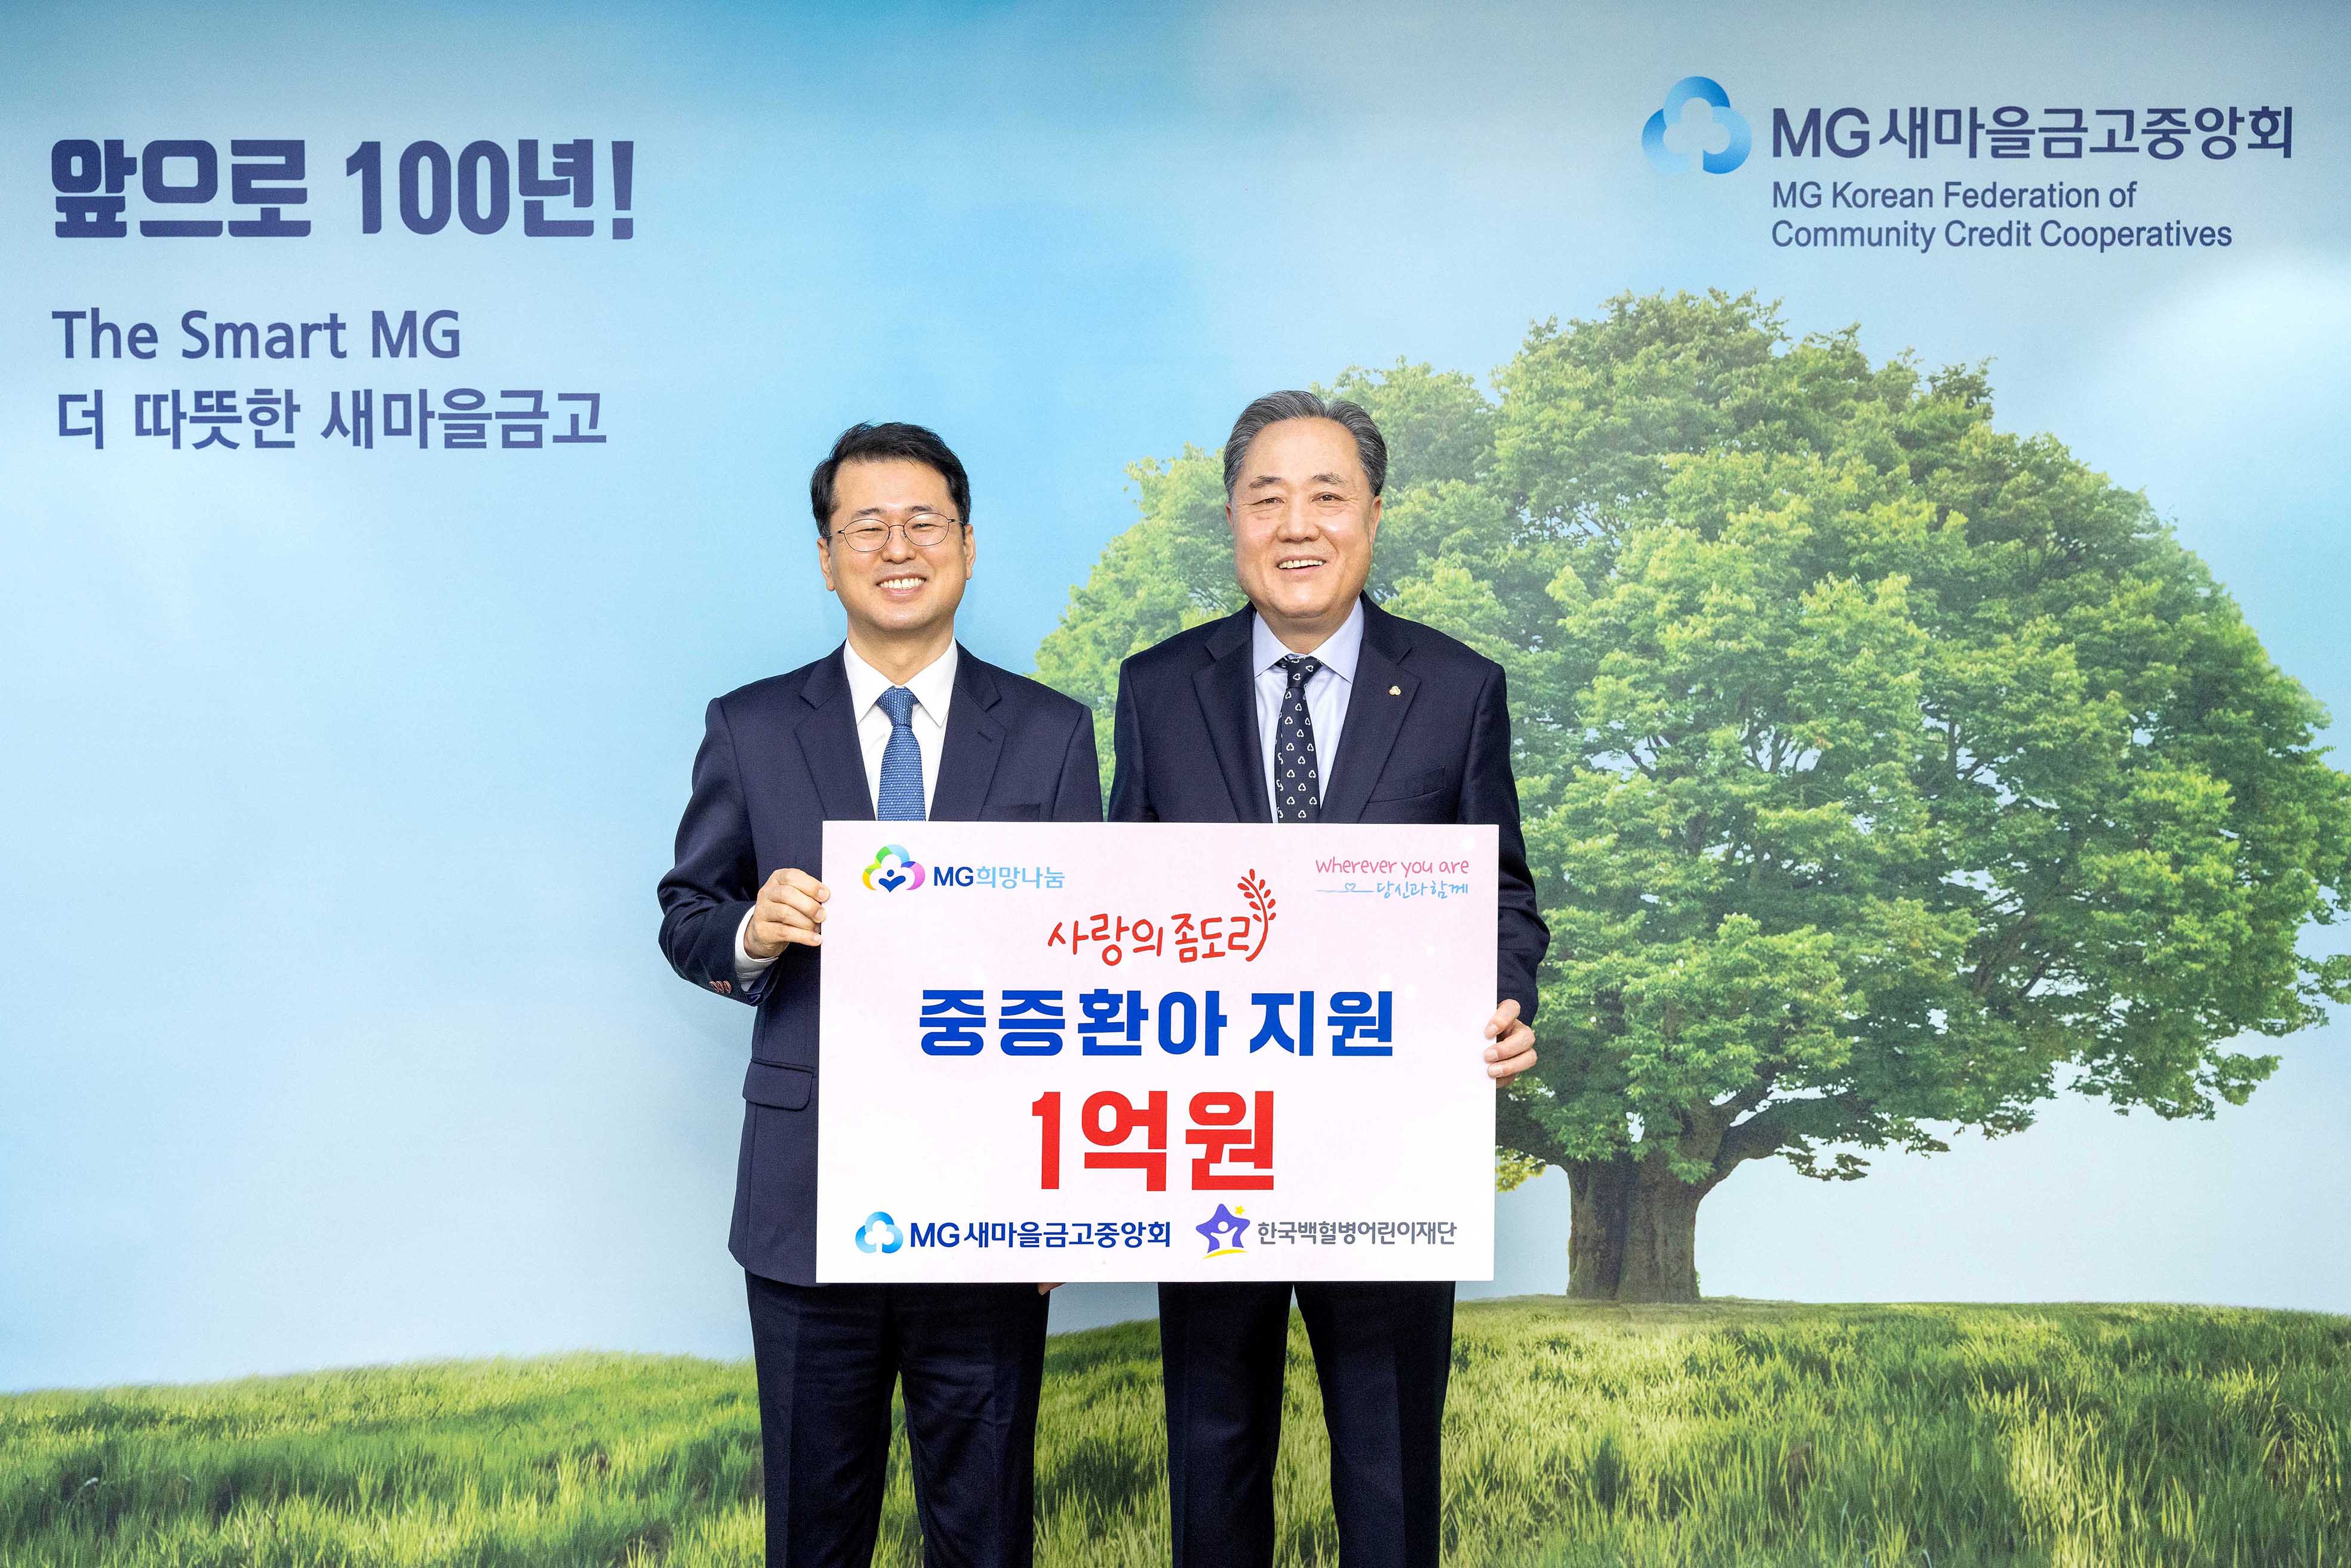 앞으로 100년!
The Smart MG
더 따뜻한 새마을금고
MG새마을금고중앙회
MG Korean Federation of
Community Credit Cooperatives
MG희망나눔
wherever you are
당신과함께
사랑의 좀도리
중증환아 지원
1억원
MG새마을금고중앙회
한국백혈병어린이재단